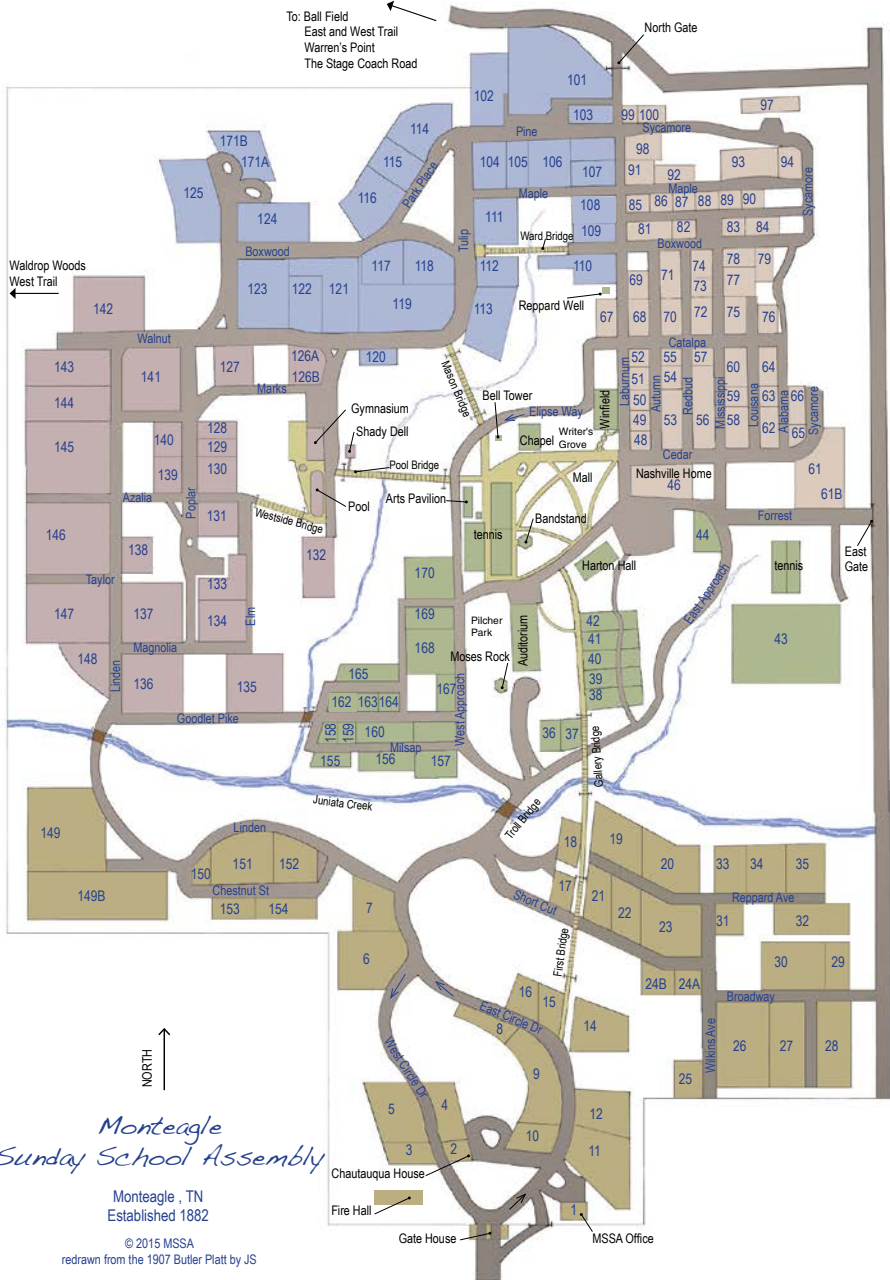 To: Ball Field
East and West Trail
Warren's Point
The Stage Coach Road
North Gate
101
102
103
99
100
97
Sycamore
Pine
114
115
116
Park Place
171B
171A
125
124
104
105
106
107
98
91
92
93
94
Sycamore
Maple
Maple
111
108
109
85
86
87
88
89
90
81
82
83
84
Tulip
Ward Bridge
Boxwood
Boxwood
112
110
113
Reppard Well
117
118
123
122
121
119
69
71
74
73
78
77
79
67
68
70
72
75
76
Waldrop Woods
West Trail
142
Walnut
120
Catalpa
143
144
145
141
127
126A
126B
Marks
Mason Bridge
Bell Tower
Elipse Way
Winfield
Chapel
Writer's
Grove
Laburnum
Autumn
Redbud
Mississippi
Lousiana
Alabama
Sycamore
52
51
50
49
48
55
54
53
57
56
60
59
58
64
63
62
66
65
Cedar
Gymnasium
Shady Dell
Pool Bridge
Pool
Westside Bridge
128
129
130
140
139
Azalia
Poplar
131
Arts Pavilion
Mall
Nashville Home
46
61
61B
Forrest
East
Gate
tennis
Bandstand
Harton Hall
44
tennis
146
138
132
Taylor
133
134
Elm
147
137
148
Magnolia
Linden
136
135
Goodlet Pike
170
169
168
167
165
162
163
164
158
159
160
Milsap
155
156
157
West Approach
Pilcher
Park
Auditorium
Moses Rock
42
41
40
39
38
36
37
East Approach
43
Gallery Bridge
Juniata Creek
Troll Bridge
149
149B
Linden
150
151
152
Chestnut St
153
154
7
6
18
17
19
20
21
22
23
Short Cut
33
34
35
Reppard Ave
31
32
30
29
24B
24A
Broadway
Wilkins Ave
26
27
28
25
First Bridge
16
15
14
8
East Circle Dr
9
10
12
11
West Circle Dr
5
4
3
2
Chautauqua House
Fire Hall
Gate House
1
MSSA Office
NORTH
Monteagle
Sunday School Assembly
Monteagle , TN
Established 1882
© 2015 MSSA
redrawn from the 1907 Butler Platt by JS